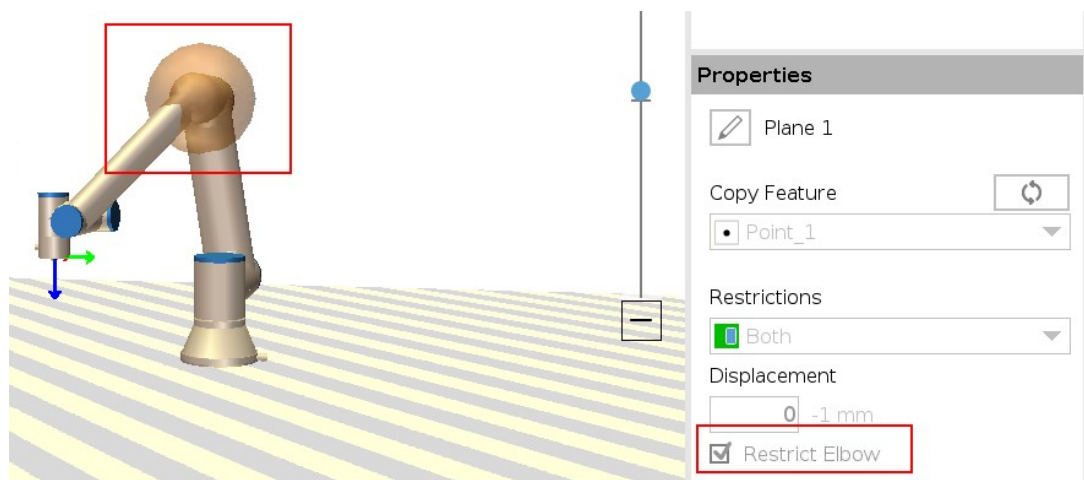 Properties
Plane 1
Copy Feature
Point_1
Restrictions
Both
Displacement
0 -1 mm
Restrict Elbow